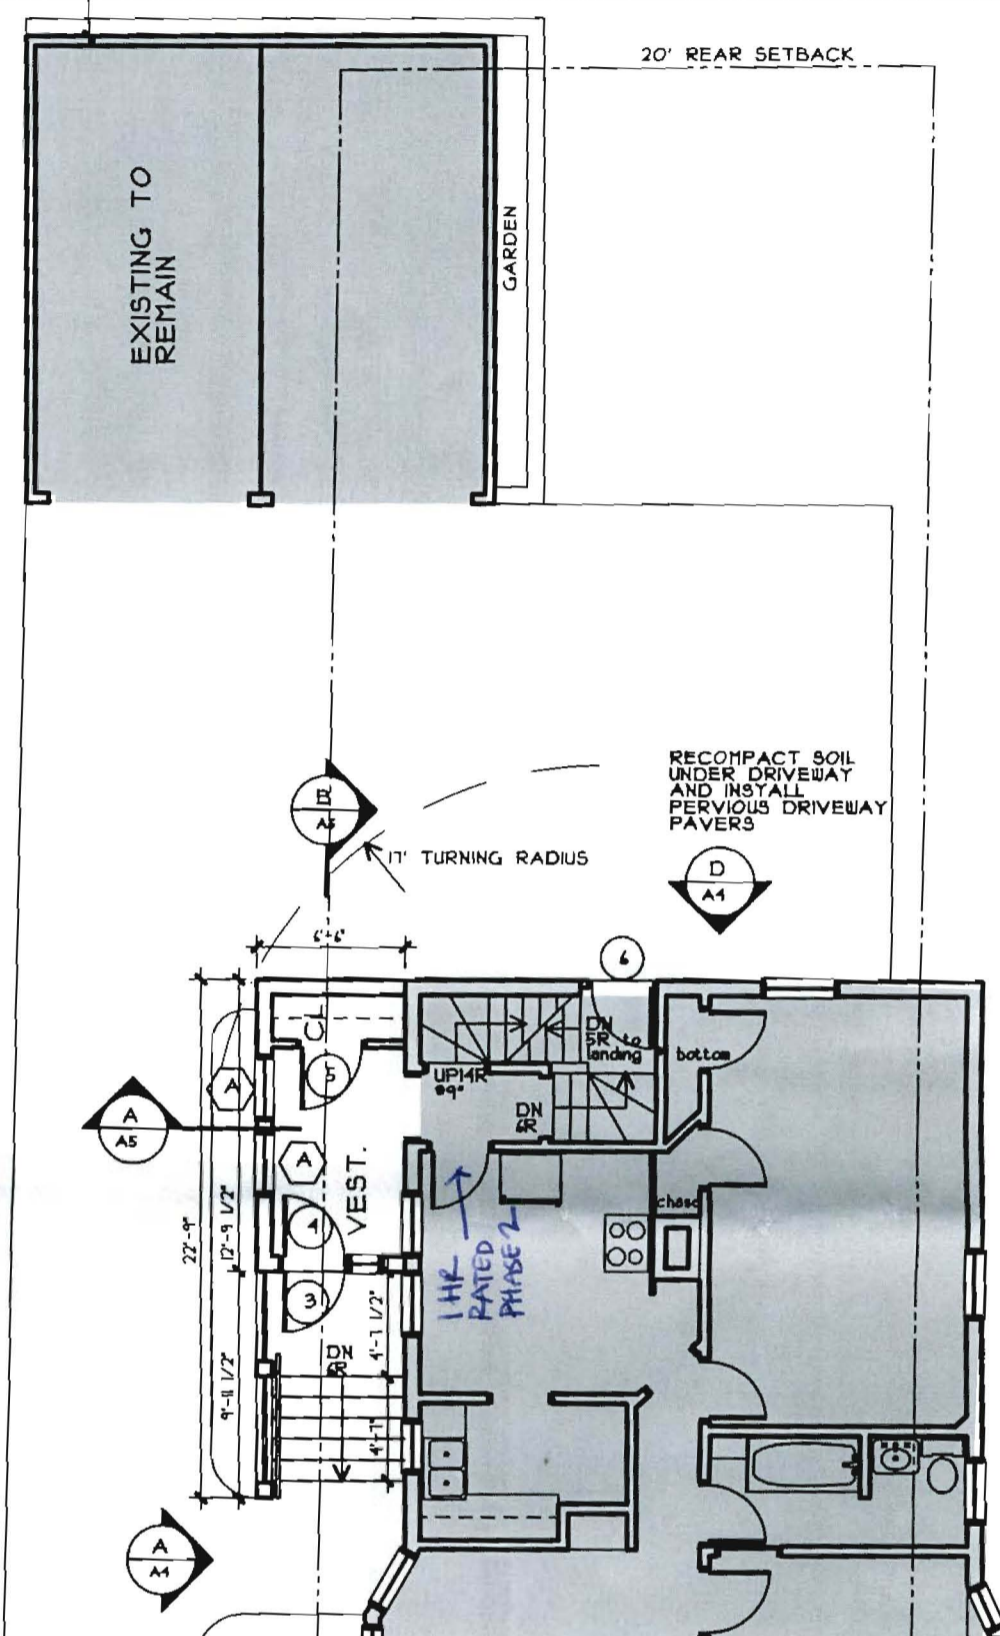 20' REAR SETBACK
EXISTING TO
REMAIN
GARDEN
RECOMPACT SOIL
UNDER DRIVEWAY
AND INSTALL
PERVIOUS DRIVEWAY
PAVERS
B
17' TURNING RADIUS
D
A4
6'-6"
6
CL
DN
5R to
landing
bottom
5
UP14R
DN
6R
A
A
A5
A
VEST.
chase
22'-9"
12'-9 1/2"
4
1 HR
RATED
PHASE 2
3
DN
6R
4'-7 1/2"
9'-11 1/2"
4'-7"
A
A4